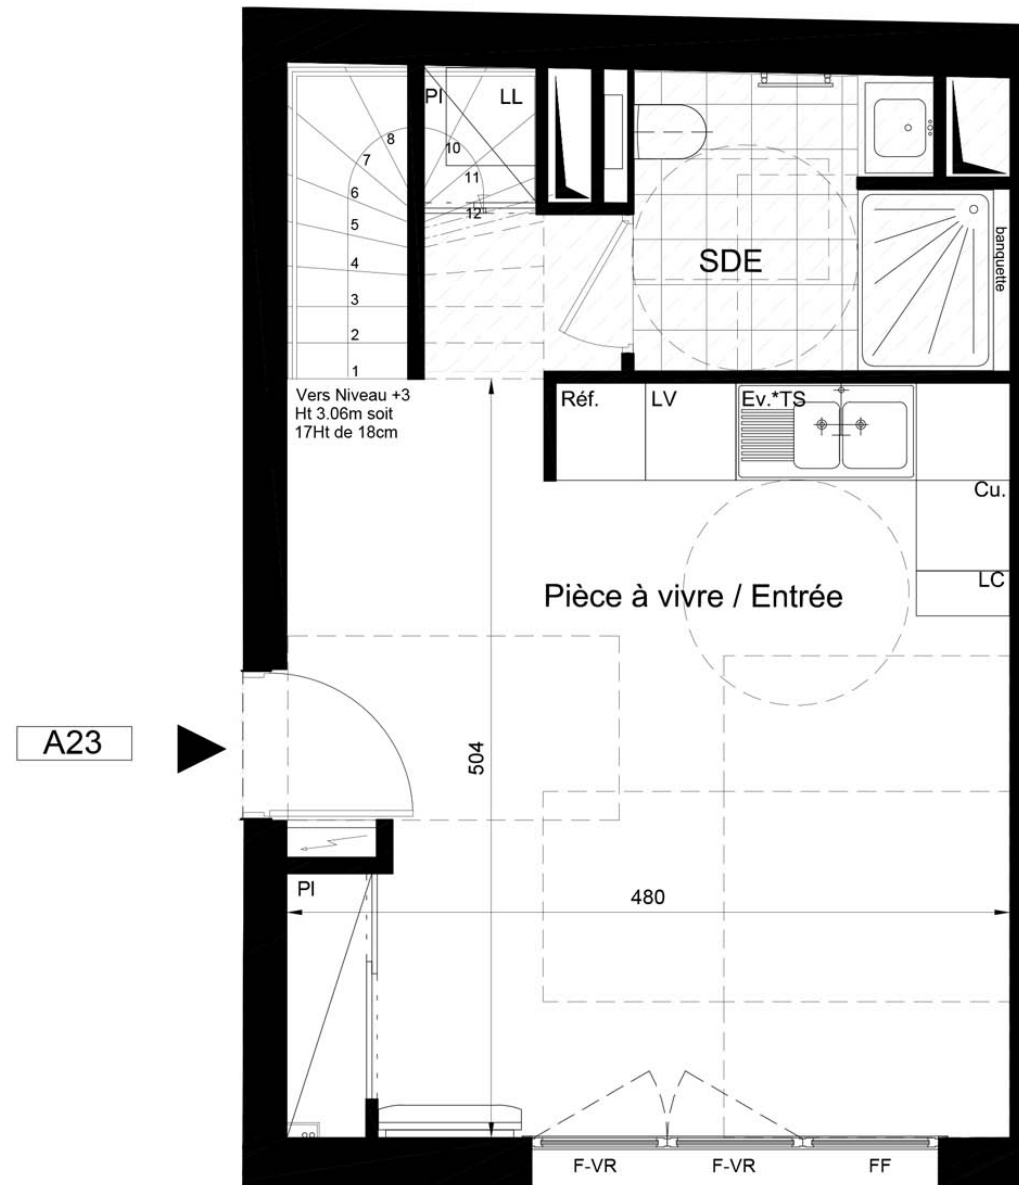 PI
LL
8
7
6
5
4
3
2
1
10
11
12
SDE
banquette
Vers Niveau +3
Ht 3.06m soit
17Ht de 18cm
Réf.
LV
Ev.*TS
Cu.
LC
Pièce à vivre / Entrée
A23
504
480
PI
F-VR
F-VR
FF